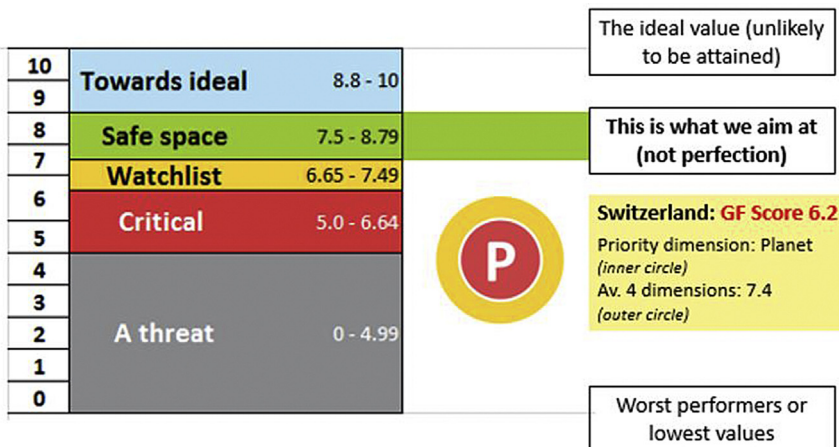 10
9
8
7
6
5
4
3
2
1
0
Towards ideal 8.8 - 10
Safe space 7.5 - 8.79
Watchlist 6.65 - 7.49
Critical 5.0 - 6.64
A threat 0 - 4.99
P
The ideal value (unlikely
to be attained)
This is what we aim at
(not perfection)
Switzerland: GF Score 6.2
Priority dimension: Planet
(inner circle)
Av. 4 dimensions: 7.4
(outer circle)
Worst performers or
lowest values